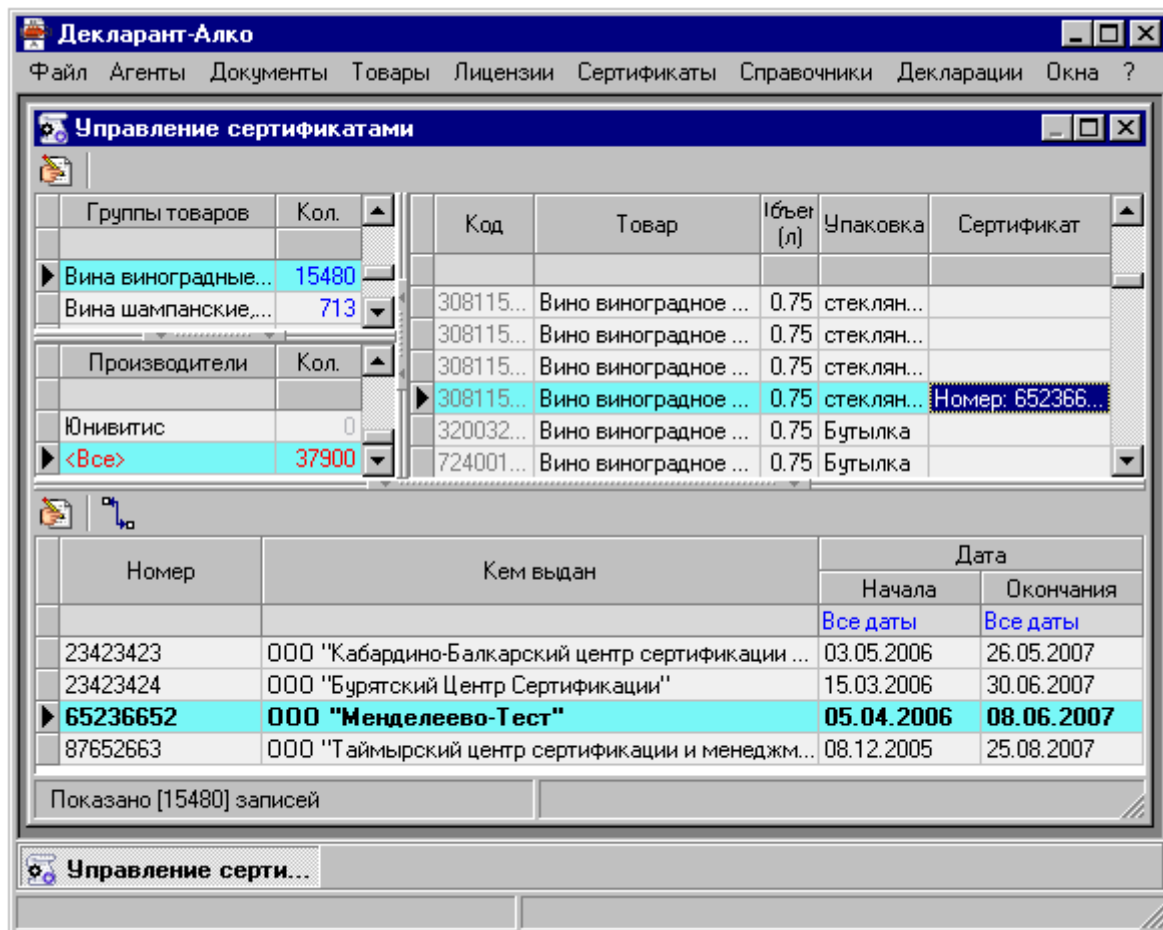 Декларант-Алко
Файл Агенты Документы Товары Лицензии Сертификаты Справочники Декларации Окна ?
Управление сертификатами
Группы товаров Кол.
Вина виноградные... 15480
Вина шампанские,... 713
Производители Кол.
Юнивитис 0
<Все> 37900
Код Товар (л) Упаковка Сертификат
308115... Вино виноградное ... 0.75 стеклян...
308115... Вино виноградное ... 0.75 стеклян...
308115... Вино виноградное ... 0.75 стеклян...
308115... Вино виноградное ... 0.75 стеклян... Номер: 652366...
320032... Вино виноградное ... 0.75 Бутылка
724001... Вино виноградное ... 0.75 Бутылка
Номер Кем выдан Дата
Начала Окончания
Все даты Все даты
23423423 ООО "Кабардино-Балкарский центр сертификации ... 03.05.2006 26.05.2007
23423424 ООО "Бурятский Центр Сертификации" 15.03.2006 30.06.2007
65236652 ООО "Менделеево-Тест" 05.04.2006 08.06.2007
87652663 ООО "Таймырский центр сертификации и менеджм... 08.12.2005 25.08.2007
Показано [15480] записей
Управление серти...